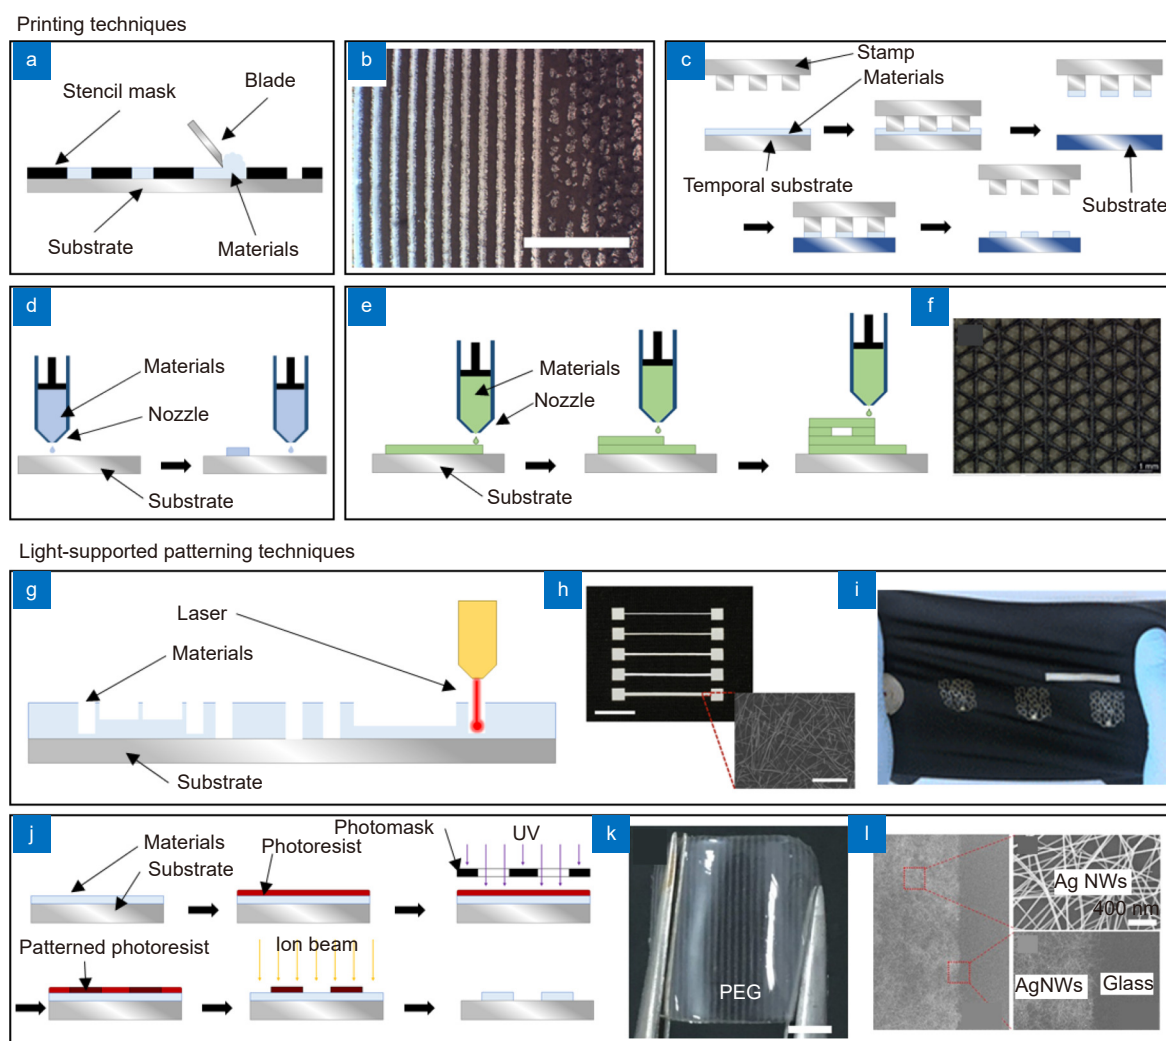 Printing techniques
a
Stencil mask
Blade
Substrate
Materials
b
c
Stamp
Materials
Temporal substrate
Substrate
d
Materials
Nozzle
Substrate
e
Materials
Nozzle
Substrate
f
1 mm
Light-supported patterning techniques
g
Laser
Materials
Substrate
h
i
j
Materials
Substrate
Photoresist
Photomask
UV
Patterned photoresist
Ion beam
k
PEG
l
Ag NWs
400 nm
AgNWs
Glass